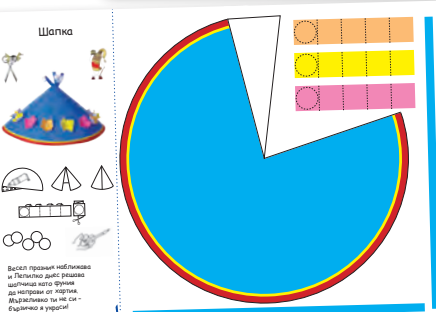 Шапка
Весел празник наближава
и Лепилко днес решава
шапчица като фуния
да направи от хартия.
Мързеливко ти не си -
бързичко я украси!